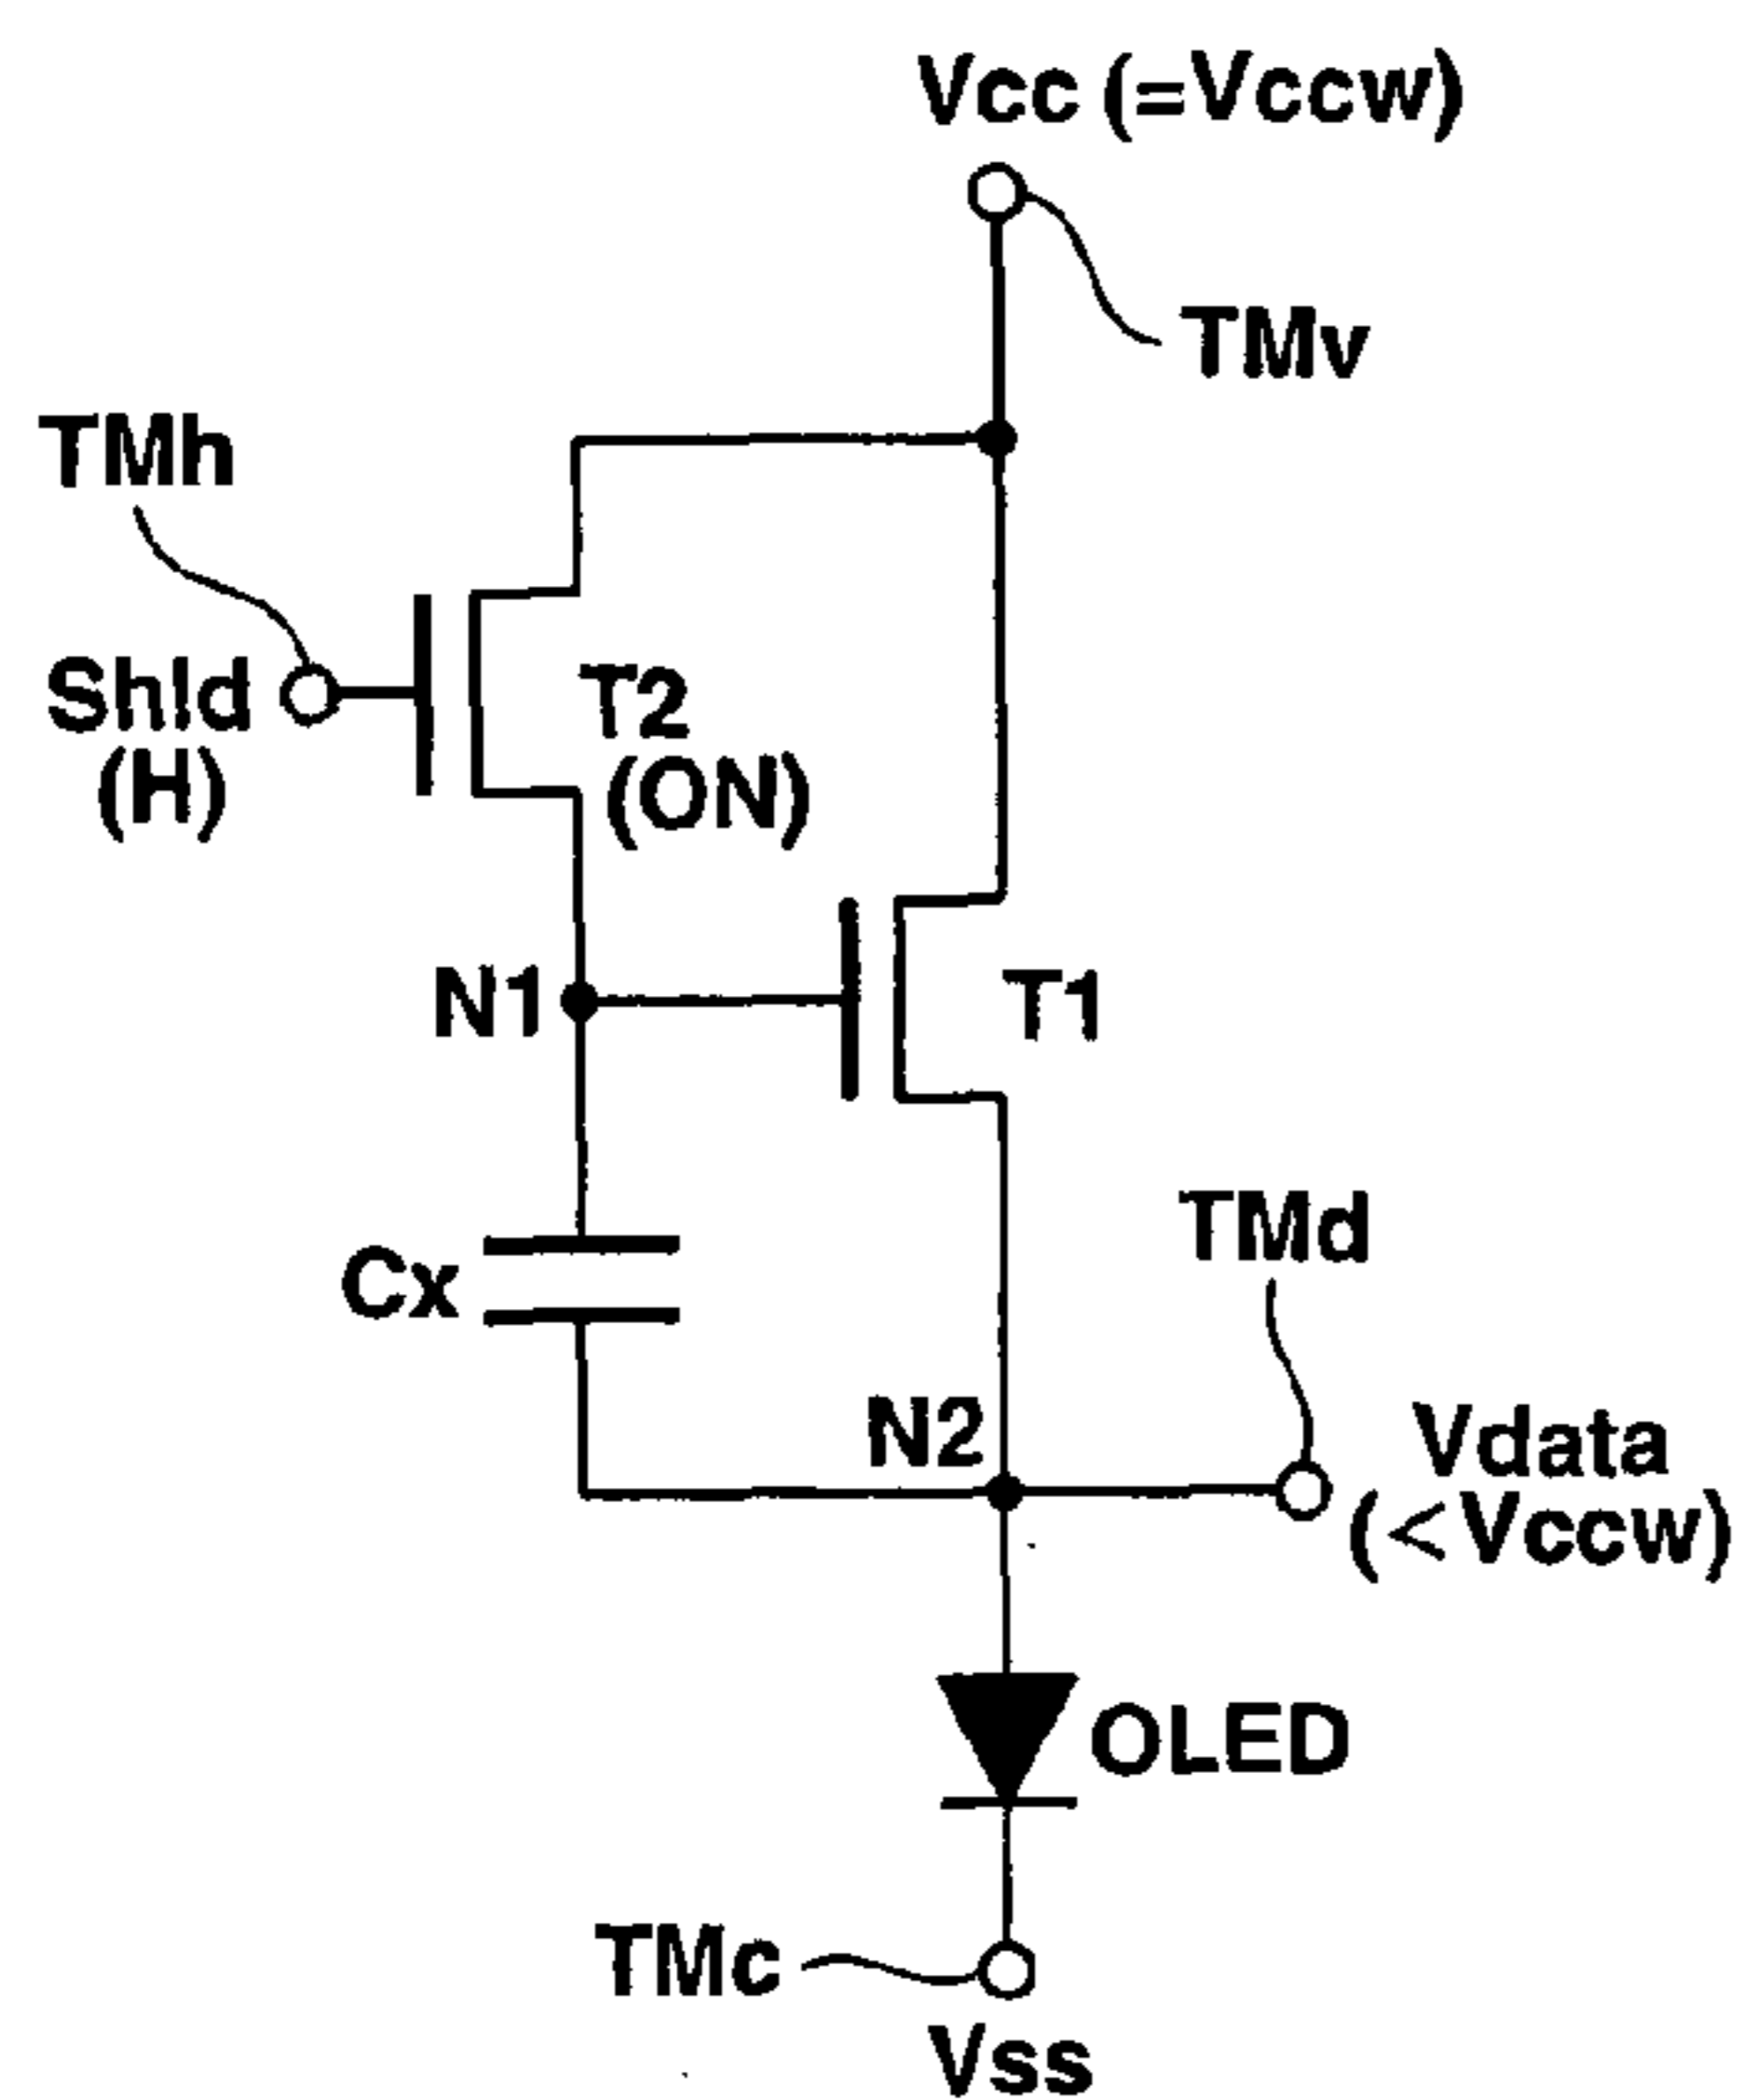 Vcc (=Vccw)
TMv
TMh
Shld
(H)
T2
(ON)
N1
T1
Cx
TMd
N2
Vdata
(<Vccw)
OLED
TMc
Vss